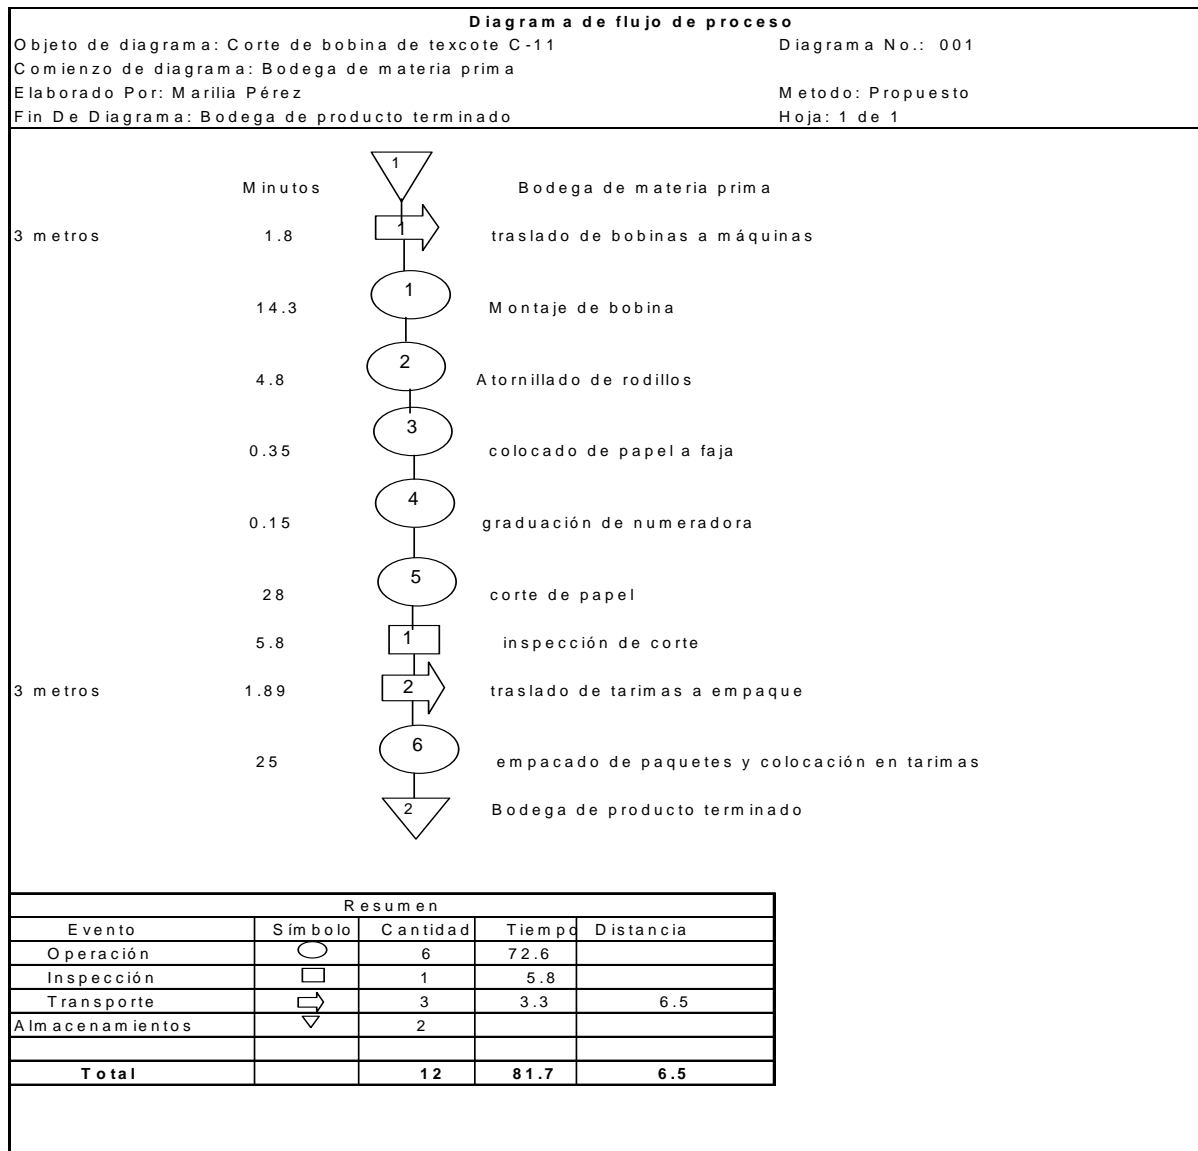 Diagrama de flujo de proceso
Objeto de diagrama: Corte de bobina de texcote C-11 Diagrama No.: 001
Comienzo de diagrama: Bodega de materia prima
Elaborado Por: Marilia Pérez Metodo: Propuesto
Fin De Diagrama: Bodega de producto terminado Hoja: 1 de 1
1
Minutos Bodega de materia prima
3 metros 1.8 1 traslado de bobinas a máquinas
1
14.3 Montaje de bobina
2
4.8 Atornillado de rodillos
3
0.35 colocado de papel a faja
4
0.15 graduación de numeradora
5
28 corte de papel
5.8 1 inspección de corte
3 metros 1.89 2 traslado de tarimas a empaque
6
25 empacado de paquetes y colocación en tarimas
2 Bodega de producto terminado
Resumen
Evento Símbolo Cantidad Tiempo Distancia
Operación 6 72.6
Inspección 1 5.8
Transporte 3 3.3 6.5
Almacenamientos 2
Total 12 81.7 6.5